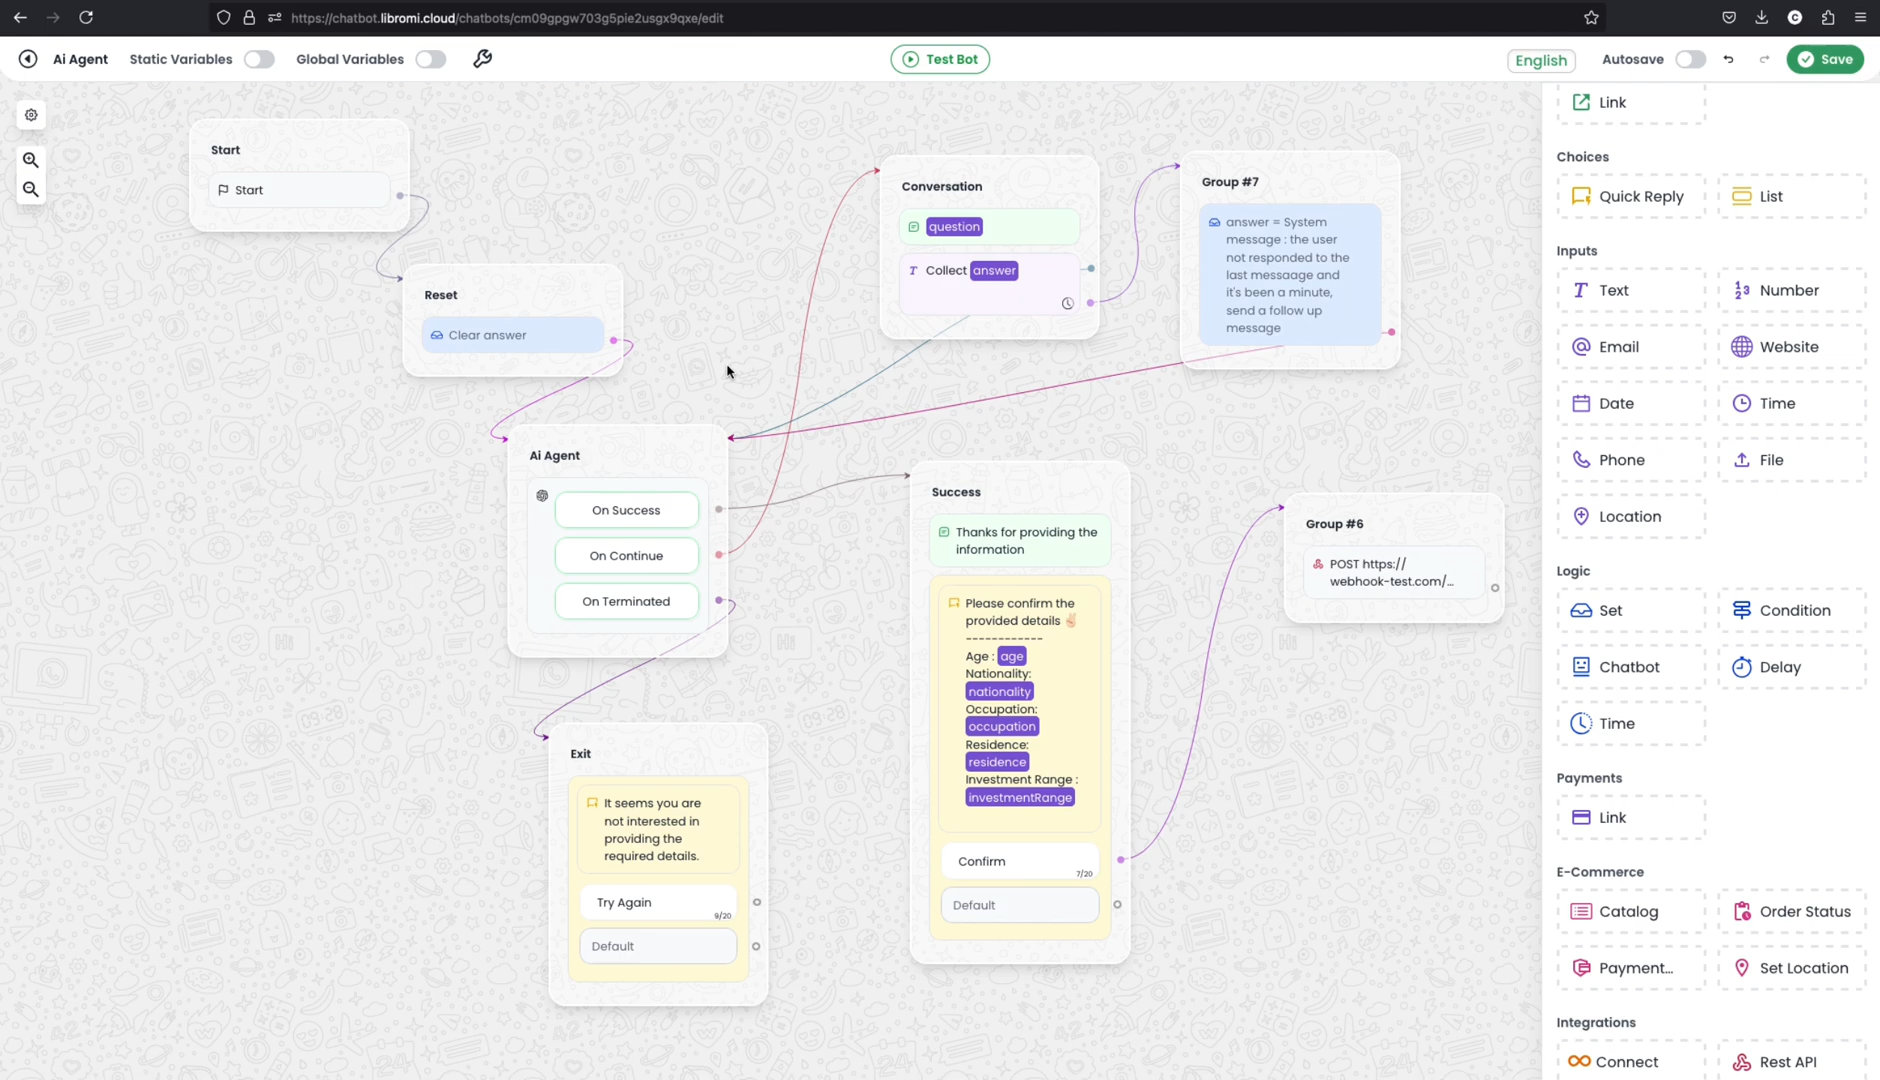 https://chatbot.libromi.cloud/chatbots/cm09gpgw703g5pie2usgx9qxe/edit
Ai Agent
Static Variables
Global Variables
Test Bot
English
Autosave
Save
Start
Start
Reset
Clear answer
Conversation
question
Collect answer
Group #7
answer = System
message : the user
not responded to the
last messaage and
it's been a minute,
send a follow up
message
Ai Agent
On Success
On Continue
On Terminated
Success
Thanks for providing the
information
Please confirm the
provided details ✌🏻
------------
Age : age
Nationality:
nationality
Occupation:
occupation
Residence:
residence
Investment Range :
investmentRange
Confirm
7/20
Default
Group #6
POST https://
webhook-test.com/...
Exit
It seems you are
not interested in
providing the
required details.
Try Again
9/20
Default
Link
Choices
Quick Reply
List
Inputs
Text
Number
Email
Website
Date
Time
Phone
File
Location
Logic
Set
Condition
Chatbot
Delay
Time
Payments
Link
E-Commerce
Catalog
Order Status
Payment...
Set Location
Integrations
Connect
Rest API